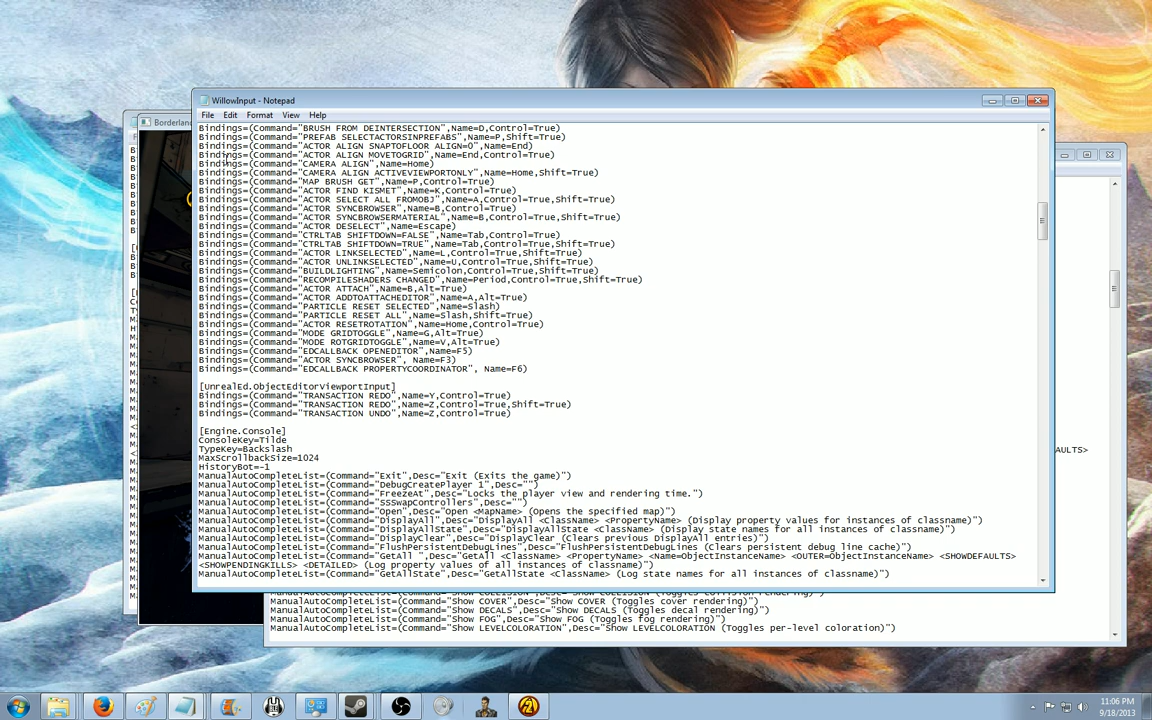 WillowInput - Notepad
File Edit Format View Help
Borderlan
Bindings=(Command="BRUSH FROM DEINTERSECTION",Name=D,Control=True)
Bindings=(Command="PREFAB SELECTACTORSINPREFABS",Name=P,Shift=True)
Bindings=(Command="ACTOR ALIGN SNAPTOFLOOR ALIGN=0",Name=End)
Bindings=(Command="ACTOR ALIGN MOVETOGRID",Name=End,Control=True)
Bindings=(Command="CAMERA ALIGN",Name=Home)
Bindings=(Command="CAMERA ALIGN ACTIVEVIEWPORTONLY",Name=Home,Shift=True)
Bindings=(Command="MAP BRUSH GET",Name=P,Control=True)
Bindings=(Command="ACTOR FIND KISMET",Name=K,Control=True)
Bindings=(Command="ACTOR SELECT ALL FROMOBJ",Name=A,Control=True,Shift=True)
Bindings=(Command="ACTOR SYNCBROWSER",Name=B,Control=True)
Bindings=(Command="ACTOR SYNCBROWSERMATERIAL",Name=B,Control=True,Shift=True)
Bindings=(Command="ACTOR DESELECT",Name=Escape)
Bindings=(Command="CTRLTAB SHIFTDOWN=FALSE",Name=Tab,Control=True)
Bindings=(Command="CTRLTAB SHIFTDOWN=TRUE",Name=Tab,Control=True,Shift=True)
Bindings=(Command="ACTOR LINKSELECTED",Name=L,Control=True,Shift=True)
Bindings=(Command="ACTOR UNLINKSELECTED",Name=U,Control=True,Shift=True)
Bindings=(Command="BUILDLIGHTING",Name=Semicolon,Control=True,Shift=True)
Bindings=(Command="RECOMPILESHADERS CHANGED",Name=Period,Control=True,Shift=True)
Bindings=(Command="ACTOR ATTACH",Name=B,Alt=True)
Bindings=(Command="ACTOR ADDTOATTACHEDITOR",Name=A,Alt=True)
Bindings=(Command="PARTICLE RESET SELECTED",Name=Slash)
Bindings=(Command="PARTICLE RESET ALL",Name=Slash,Shift=True)
Bindings=(Command="ACTOR RESETROTATION",Name=Home,Control=True)
Bindings=(Command="MODE GRIDTOGGLE",Name=G,Alt=True)
Bindings=(Command="MODE ROTGRIDTOGGLE",Name=V,Alt=True)
Bindings=(Command="EDCALLBACK OPENEDITOR",Name=F5)
Bindings=(Command="ACTOR SYNCBROWSER", Name=F3)
Bindings=(Command="EDCALLBACK PROPERTYCOORDINATOR", Name=F6)
[UnrealEd.ObjectEditorViewportInput]
Bindings=(Command="TRANSACTION REDO",Name=Y,Control=True)
Bindings=(Command="TRANSACTION REDO",Name=Z,Control=True,Shift=True)
Bindings=(Command="TRANSACTION UNDO",Name=Z,Control=True)
[Engine.Console]
ConsoleKey=Tilde
TypeKey=Backslash
MaxScrollbackSize=1024
HistoryBot=-1
ManualAutoCompleteList=(Command="Exit",Desc="Exit (Exits the game)")
ManualAutoCompleteList=(Command="DebugCreatePlayer 1",Desc="")
ManualAutoCompleteList=(Command="FreezeAt",Desc="Locks the player view and rendering time.")
ManualAutoCompleteList=(Command="SSSwapControllers",Desc="")
ManualAutoCompleteList=(Command="Open",Desc="Open <MapName> (Opens the specified map)")
ManualAutoCompleteList=(Command="DisplayAll",Desc="DisplayAll <ClassName> <PropertyName> (Display property values for instances of classname)")
ManualAutoCompleteList=(Command="DisplayAllState",Desc="DisplayAllState <ClassName> (Display state names for all instances of classname)")
ManualAutoCompleteList=(Command="DisplayClear",Desc="DisplayClear (Clears previous DisplayAll entries)")
ManualAutoCompleteList=(Command="FlushPersistentDebugLines",Desc="FlushPersistentDebugLines (Clears persistent debug line cache)")
ManualAutoCompleteList=(Command="GetAll ",Desc="GetAll <ClassName> <PropertyName> <Name=ObjectInstanceName> <OUTER=ObjectInstanceName> <SHOWDEFAULTS>
<SHOWPENDINGKILLS> <DETAILED> (Log property values of all instances of classname)")
ManualAutoCompleteList=(Command="GetAllState",Desc="GetAllState <ClassName> (Log state names for all instances of classname)")
AULTS>
ManualAutoCompleteList=(Command="Show COLLISION",Desc="Show COLLISION (Toggles collision rendering)")
ManualAutoCompleteList=(Command="Show COVER",Desc="Show COVER (Toggles cover rendering)")
ManualAutoCompleteList=(Command="Show DECALS",Desc="Show DECALS (Toggles decal rendering)")
ManualAutoCompleteList=(Command="Show FOG",Desc="Show FOG (Toggles fog rendering)")
ManualAutoCompleteList=(Command="Show LEVELCOLORATION",Desc="Show LEVELCOLORATION (Toggles per-level coloration)")
11:06 PM
9/18/2013